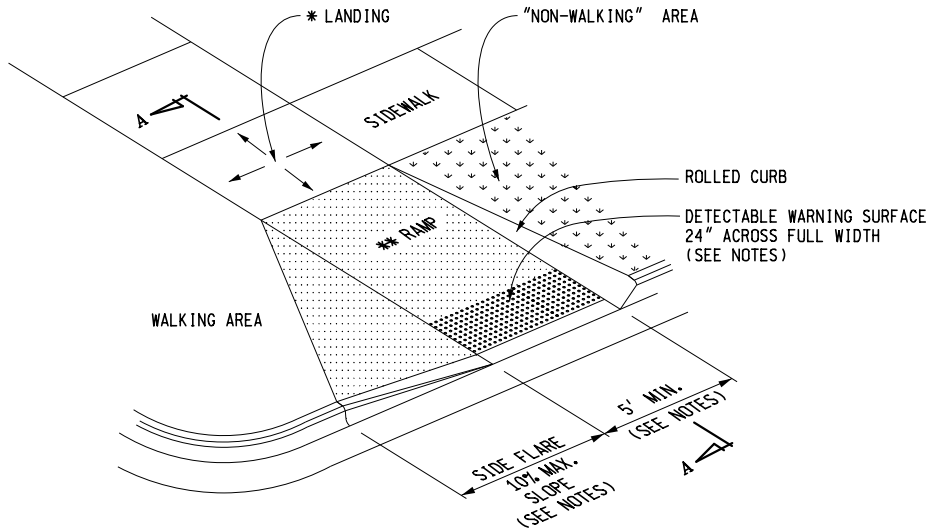 * LANDING
"NON-WALKING" AREA
A
SIDEWALK
ROLLED CURB
DETECTABLE WARNING SURFACE
24" ACROSS FULL WIDTH
(SEE NOTES)
** RAMP
WALKING AREA
5' MIN.
(SEE NOTES)
SIDE FLARE
10% MAX.
SLOPE
(SEE NOTES)
A